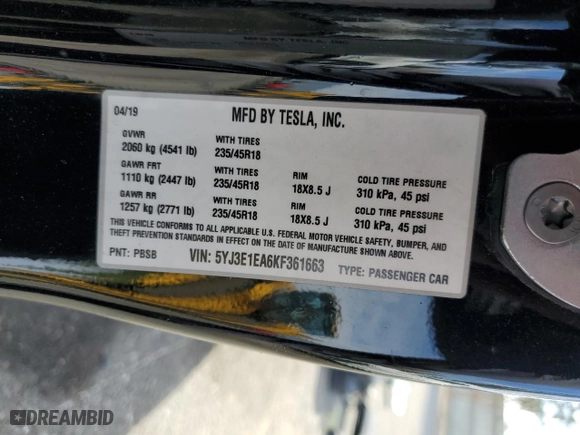 04/19
MFD BY TESLA, INC.
GVWR
2060 kg (4541 lb)
WITH TIRES
235/45R18
GAWR FRT
1110 kg (2447 lb)
WITH TIRES
235/45R18
RIM
18X8.5 J
COLD TIRE PRESSURE
310 kPa, 45 psi
GAWR RR
1257 kg (2771 lb)
WITH TIRES
235/45R18
RIM
18X8.5 J
COLD TIRE PRESSURE
310 kPa, 45 psi
THIS VEHICLE CONFORMS TO ALL APPLICABLE U.S. FEDERAL MOTOR VEHICLE SAFETY, BUMPER, AND
THEFT PREVENTION STANDARDS IN EFFECT ON THE DATE OF MANUFACTURE SHOWN ABOVE.
PNT: PBSB
VIN: 5YJ3E1EA6KF361663
TYPE: PASSENGER CAR
DREAMBID